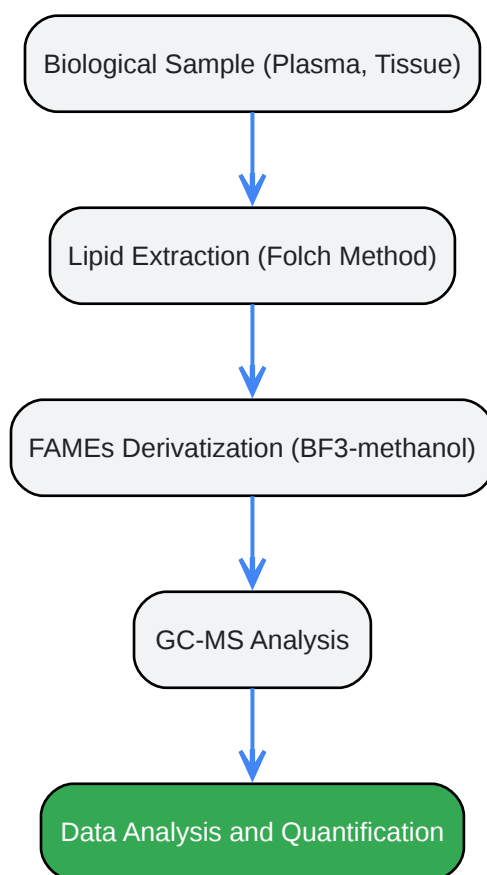 Biological Sample (Plasma, Tissue)
Lipid Extraction (Folch Method)
FAMEs Derivatization (BF3-methanol)
GC-MS Analysis
Data Analysis and Quantification